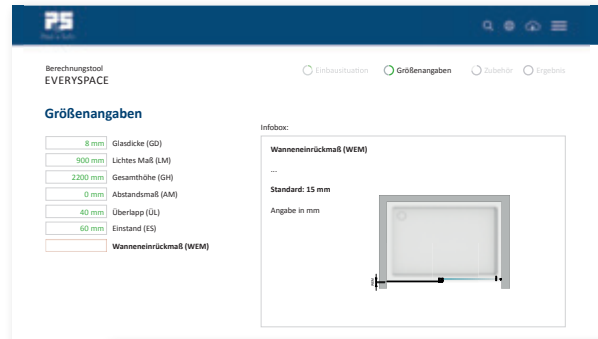 PS
Berechnungstool
EVERYSPACE
Einbausituation
Größenangaben
Zubehör
Ergebnis
Größenangaben
8 mm Glasdicke (GD)
900 mm Lichtes Maß (LM)
2200 mm Gesamthöhe (GH)
0 mm Abstandsmaß (AM)
40 mm Überlapp (ÜL)
60 mm Einstand (ES)
Wanneneinrückmaß (WEM)
Infobox:
Wanneneinrückmaß (WEM)
...
Standard: 15 mm
Angabe in mm